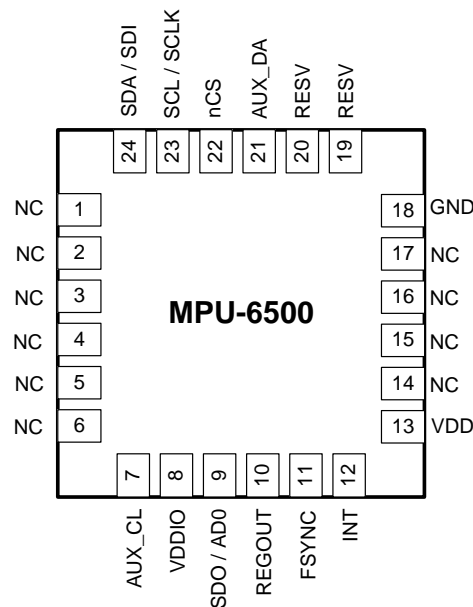 SDA / SDI
SCL / SCLK
nCS
AUX_DA
RESV
RESV
24
23
22
21
20
19
NC 1
NC 2
NC 3
NC 4
NC 5
NC 6
18 GND
17 NC
16 NC
15 NC
14 NC
13 VDD
MPU-6500
7
8
9
10
11
12
AUX_CL
VDDIO
SDO / AD0
REGOUT
FSYNC
INT